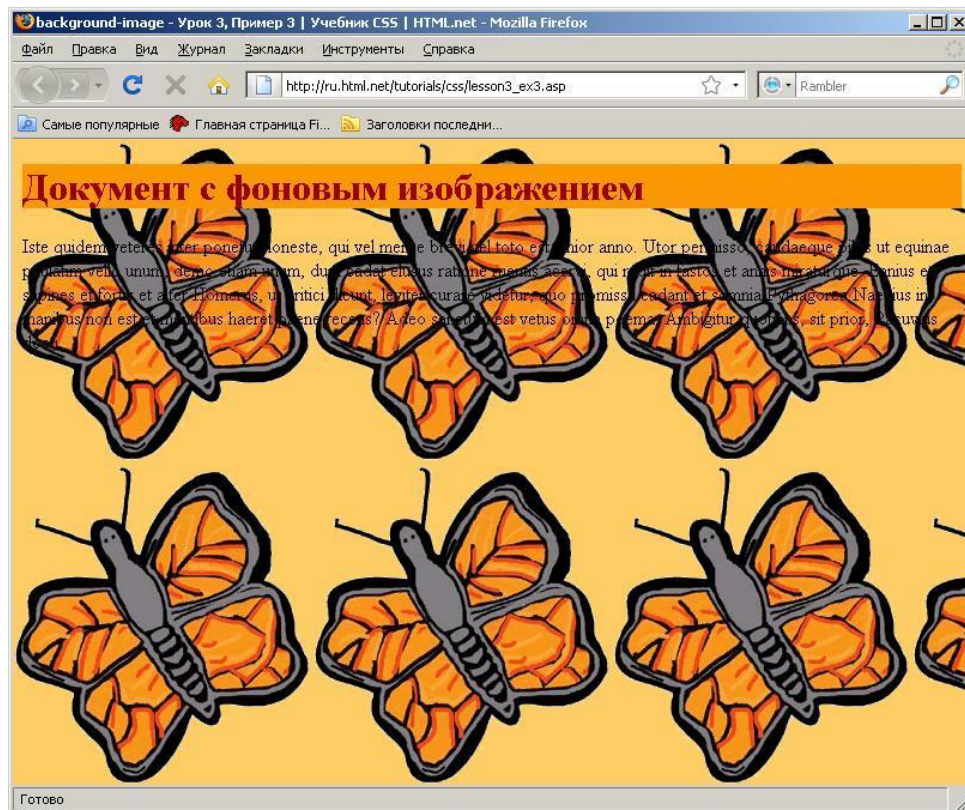 background-image - Урок 3, Пример 3 | Учебник CSS | HTML.net - Mozilla Firefox
Файл Правка Вид Журнал Закладки Инструменты Справка
http://ru.html.net/tutorials/css/lesson3_ex3.asp Rambler
Самые популярные Главная страница Fi... Заголовки последни...
Документ с фоновым изображением
Iste quidem veteres inter ponetur honeste, qui vel mense brevi vel toto est iunior anno. Utor permisso, caudaeque pilos ut equinae
paulatim vello unum, demo etiam unum, dum cadat elusus ratione ruentis acervi, qui redit in fastos et annis miraturque. Ennius et
sapines et fortis et alter Homerus, ut critici dicunt, leviter curare videtur, quo promissa cadant et somnia Pythagorea. Naevius in
manibus non est et mentibus haeret paene recens? Adeo sanctum est vetus omne poema. Ambigitur quotiens, sit prior, Pacuvius
Готово